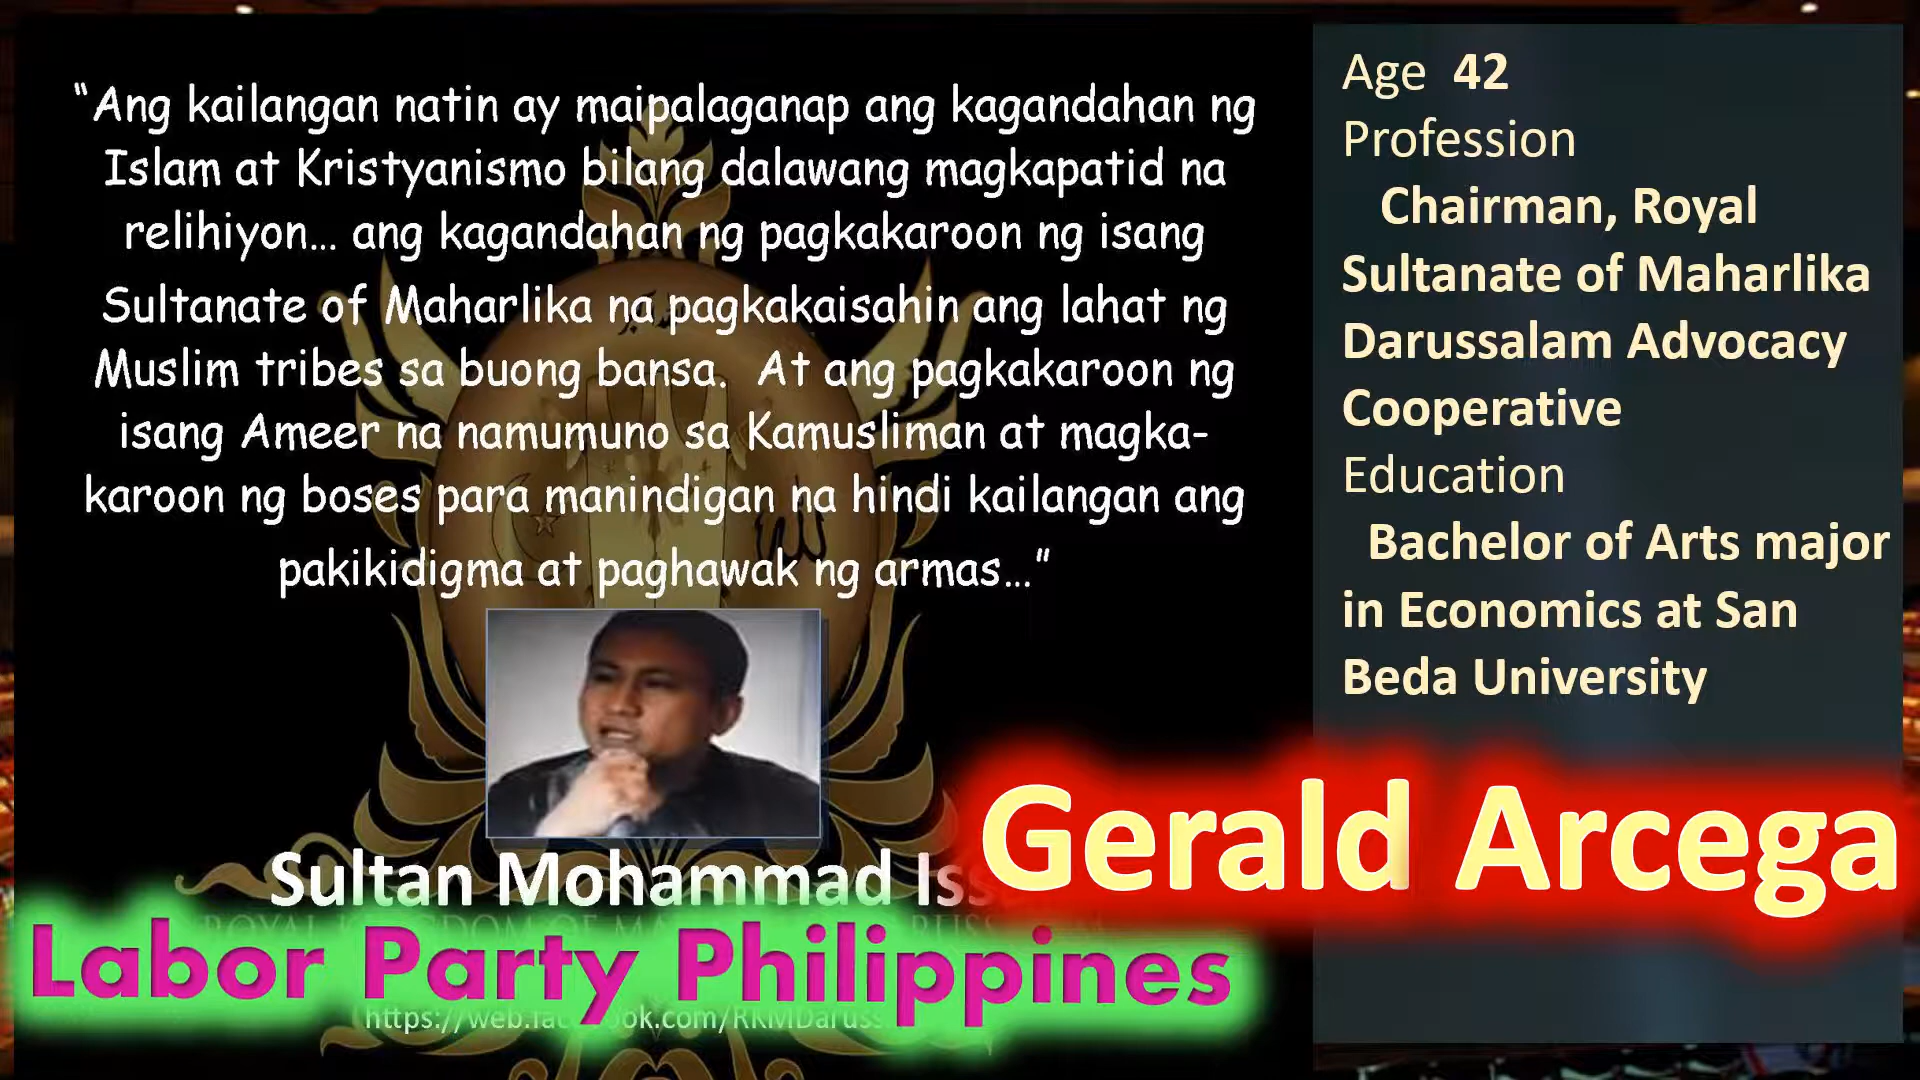 “Ang kailangan natin ay maipalaganap ang kagandahan ng
Islam at Kristyanismo bilang dalawang magkapatid na
relihiyon... ang kagandahan ng pagkakaroon ng isang
Sultanate of Maharlika na pagkakaisahin ang lahat ng
Muslim tribes sa buong bansa.  At ang pagkakaroon ng
isang Ameer na namumuno sa Kamusliman at magka-
karoon ng boses para manindigan na hindi kailangan ang
pakikidigma at paghawak ng armas...”
Sultan Mohammad
Labor Party Philippines
Age 42
Profession
Chairman, Royal
Sultanate of Maharlika
Darussalam Advocacy
Cooperative
Education
Bachelor of Arts major
in Economics at San
Beda University
Gerald Arcega